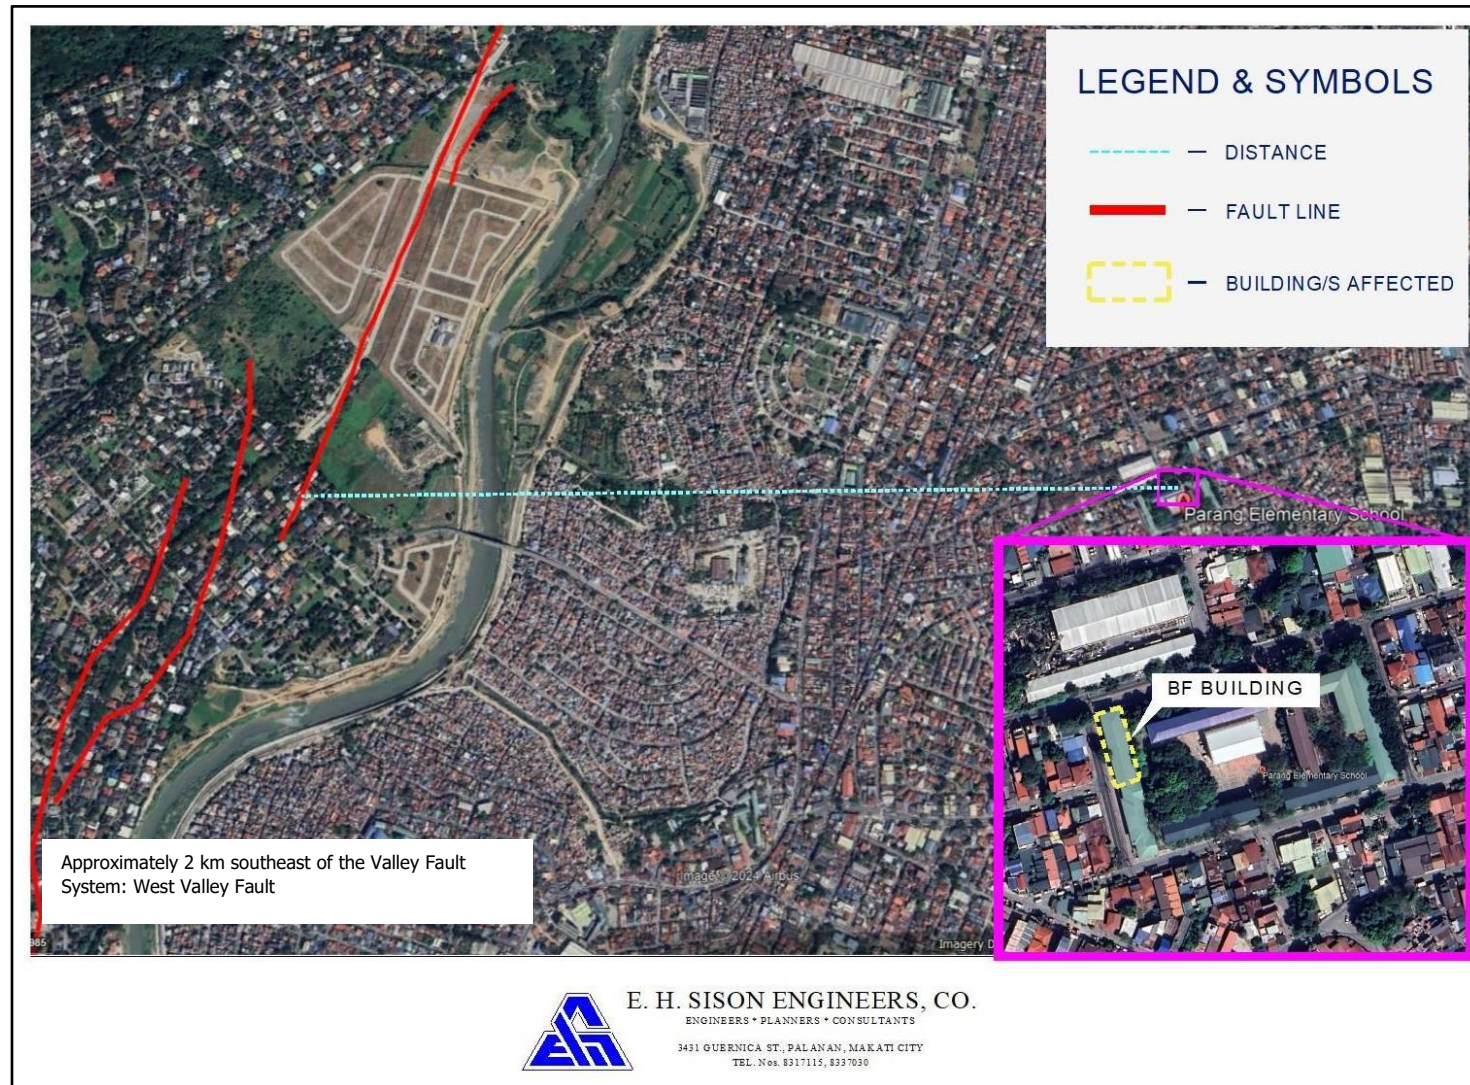 LEGEND & SYMBOLS
— DISTANCE
— FAULT LINE
— BUILDING/S AFFECTED
Parang Elementary School
BF BUILDING
Parang Elementary School
Approximately 2 km southeast of the Valley Fault
System: West Valley Fault
Image © 2024 Airbus
985
Imagery D
E. H. SISON ENGINEERS, CO.
ENGINEERS * PLANNERS * CONSULTANTS
3431 GUERNICA ST., PALANAN, MAKATI CITY
TEL. Nos. 8317115, 8337030